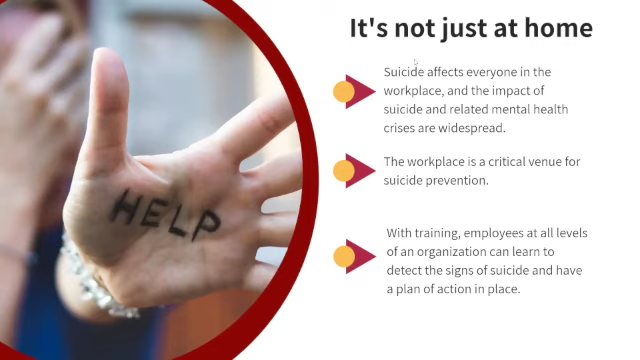 It's not just at home
Suicide affects everyone in the
workplace, and the impact of
suicide and related mental health
crises are widespread.
The workplace is a critical venue for
suicide prevention.
With training, employees at all levels
of an organization can learn to
detect the signs of suicide and have
a plan of action in place.
HELP